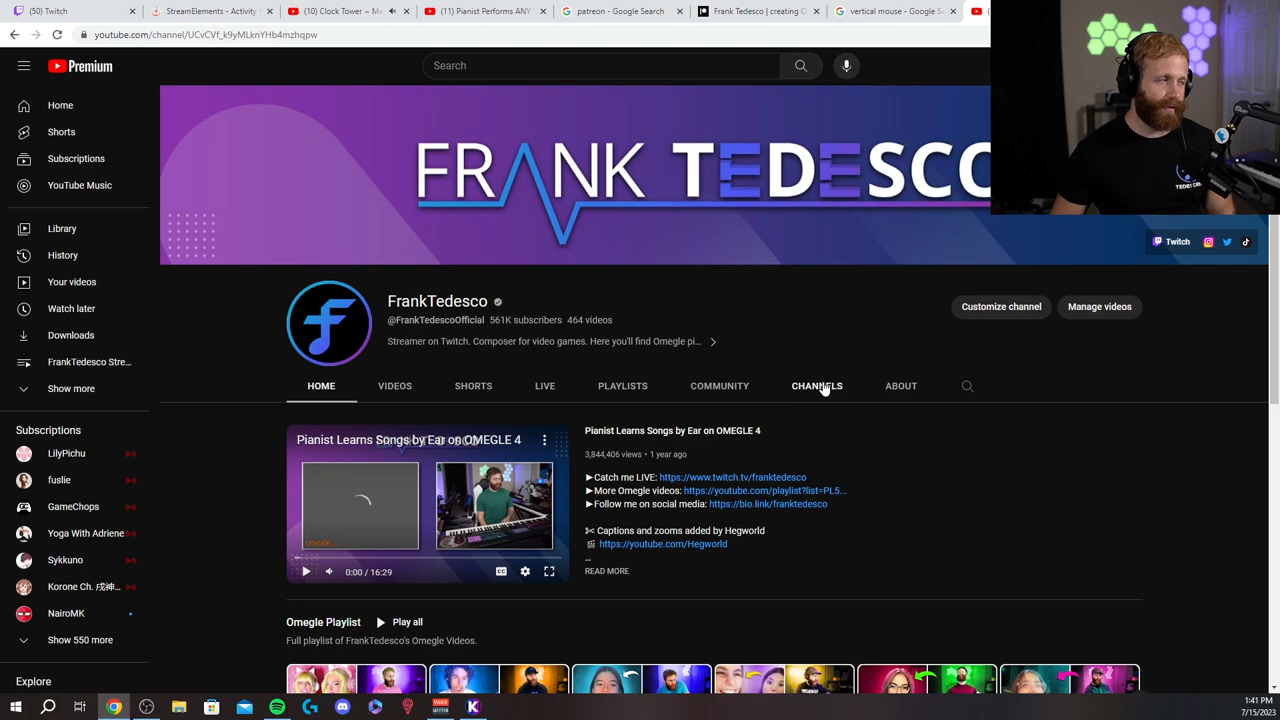 (50) Twitch
StreamElements - Activity
(10) Clock Tower ~ Me
(11) Pianist Performs ANY
patreon - Google Search
Frank Tedesco | creating
vertical mouse - Google Se
youtube.com/channel/UCvCVf_k9yMLknYHb4mzhqpw
Premium
Search
FRANK TEDESCO
Twitch
Home
Shorts
Subscriptions
YouTube Music
Library
History
Your videos
Watch later
Downloads
FrankTedesco Stre...
Show more
Subscriptions
LilyPichu
fuslie
GameChops
Yoga With Adriene
Sykkuno
Korone Ch. 戌神...
NairoMK
Show 550 more
Explore
FrankTedesco
@FrankTedescoOfficial 561K subscribers 464 videos
Streamer on Twitch. Composer for video games. Here you'll find Omegle pi...
Customize channel
Manage videos
HOME VIDEOS SHORTS LIVE PLAYLISTS COMMUNITY CHANNELS ABOUT
Pianist Learns Songs by Ear on OMEGLE 4
0:00 / 16:29
Pianist Learns Songs by Ear on OMEGLE 4
3,844,406 views • 1 year ago
►Catch me LIVE: https://www.twitch.tv/franktedesco
►More Omegle videos: https://youtube.com/playlist?list=PL5...
►Follow me on social media: https://bio.link/franktedesco
✂ Captions and zooms added by Hegworld
🎬 https://youtube.com/Hegworld
...
READ MORE
Omegle Playlist
Play all
Full playlist of FrankTedesco's Omegle Videos.
1:41 PM
7/15/2023